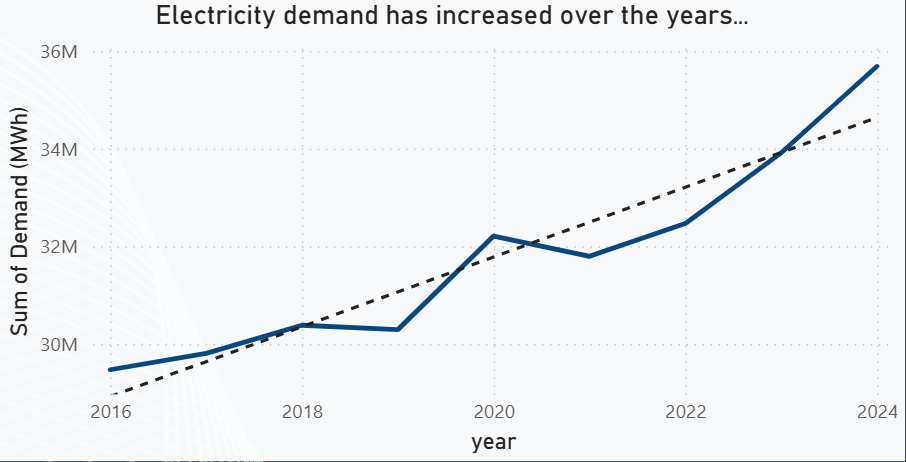 Electricity demand has increased over the years...
36M
34M
32M
30M
Sum of Demand (MWh)
2016 2018 2020 2022 2024
year